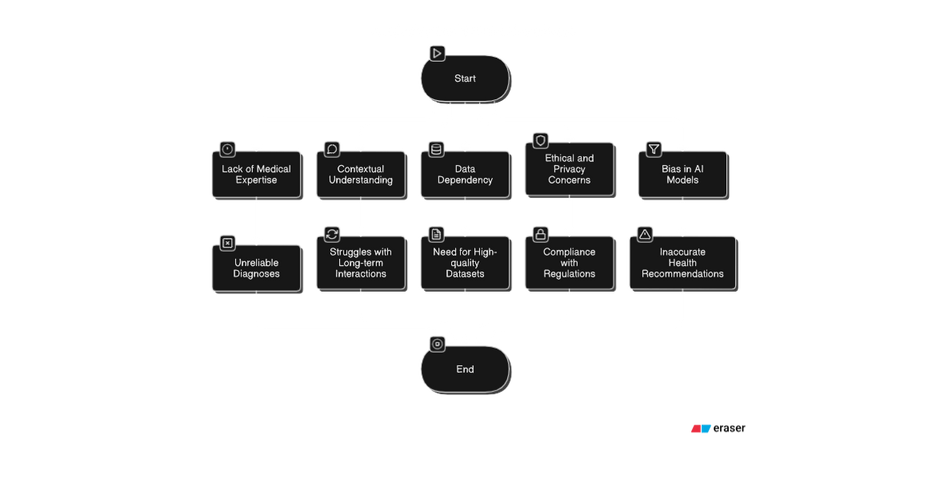 Start
Lack of Medical
Expertise
Contextual
Understanding
Data
Dependency
Ethical and
Privacy
Concerns
Bias in AI
Models
Unreliable
Diagnoses
Struggles with
Long-term
Interactions
Need for High-
quality
Datasets
Compliance
with
Regulations
Inaccurate
Health
Recommendations
End
eraser